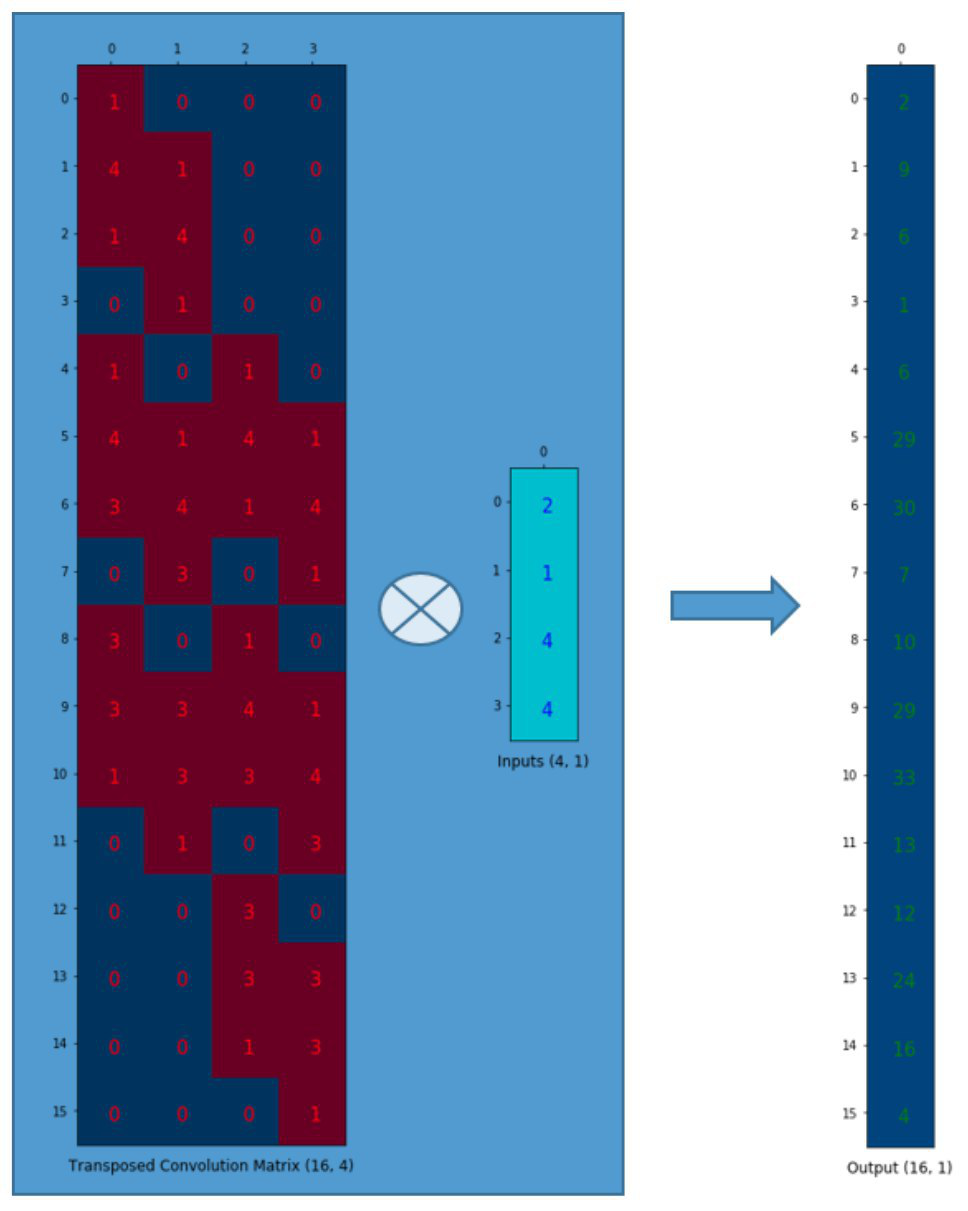 0 1 2 3
0 1 0 0 0
1 4 1 0 0
2 1 4 0 0
3 0 1 0 0
4 1 0 1 0
5 4 1 4 1
6 3 4 1 4
7 0 3 0 1
8 3 0 1 0
9 3 3 4 1
10 1 3 3 4
11 0 1 0 3
12 0 0 3 0
13 0 0 3 3
14 0 0 1 3
15 0 0 0 1
Transposed Convolution Matrix (16, 4)
0
0 2
1 1
2 4
3 4
Inputs (4, 1)
0
0 2
1 9
2 6
3 1
4 6
5 29
6 30
7 7
8 10
9 29
10 33
11 13
12 12
13 24
14 16
15 4
Output (16, 1)